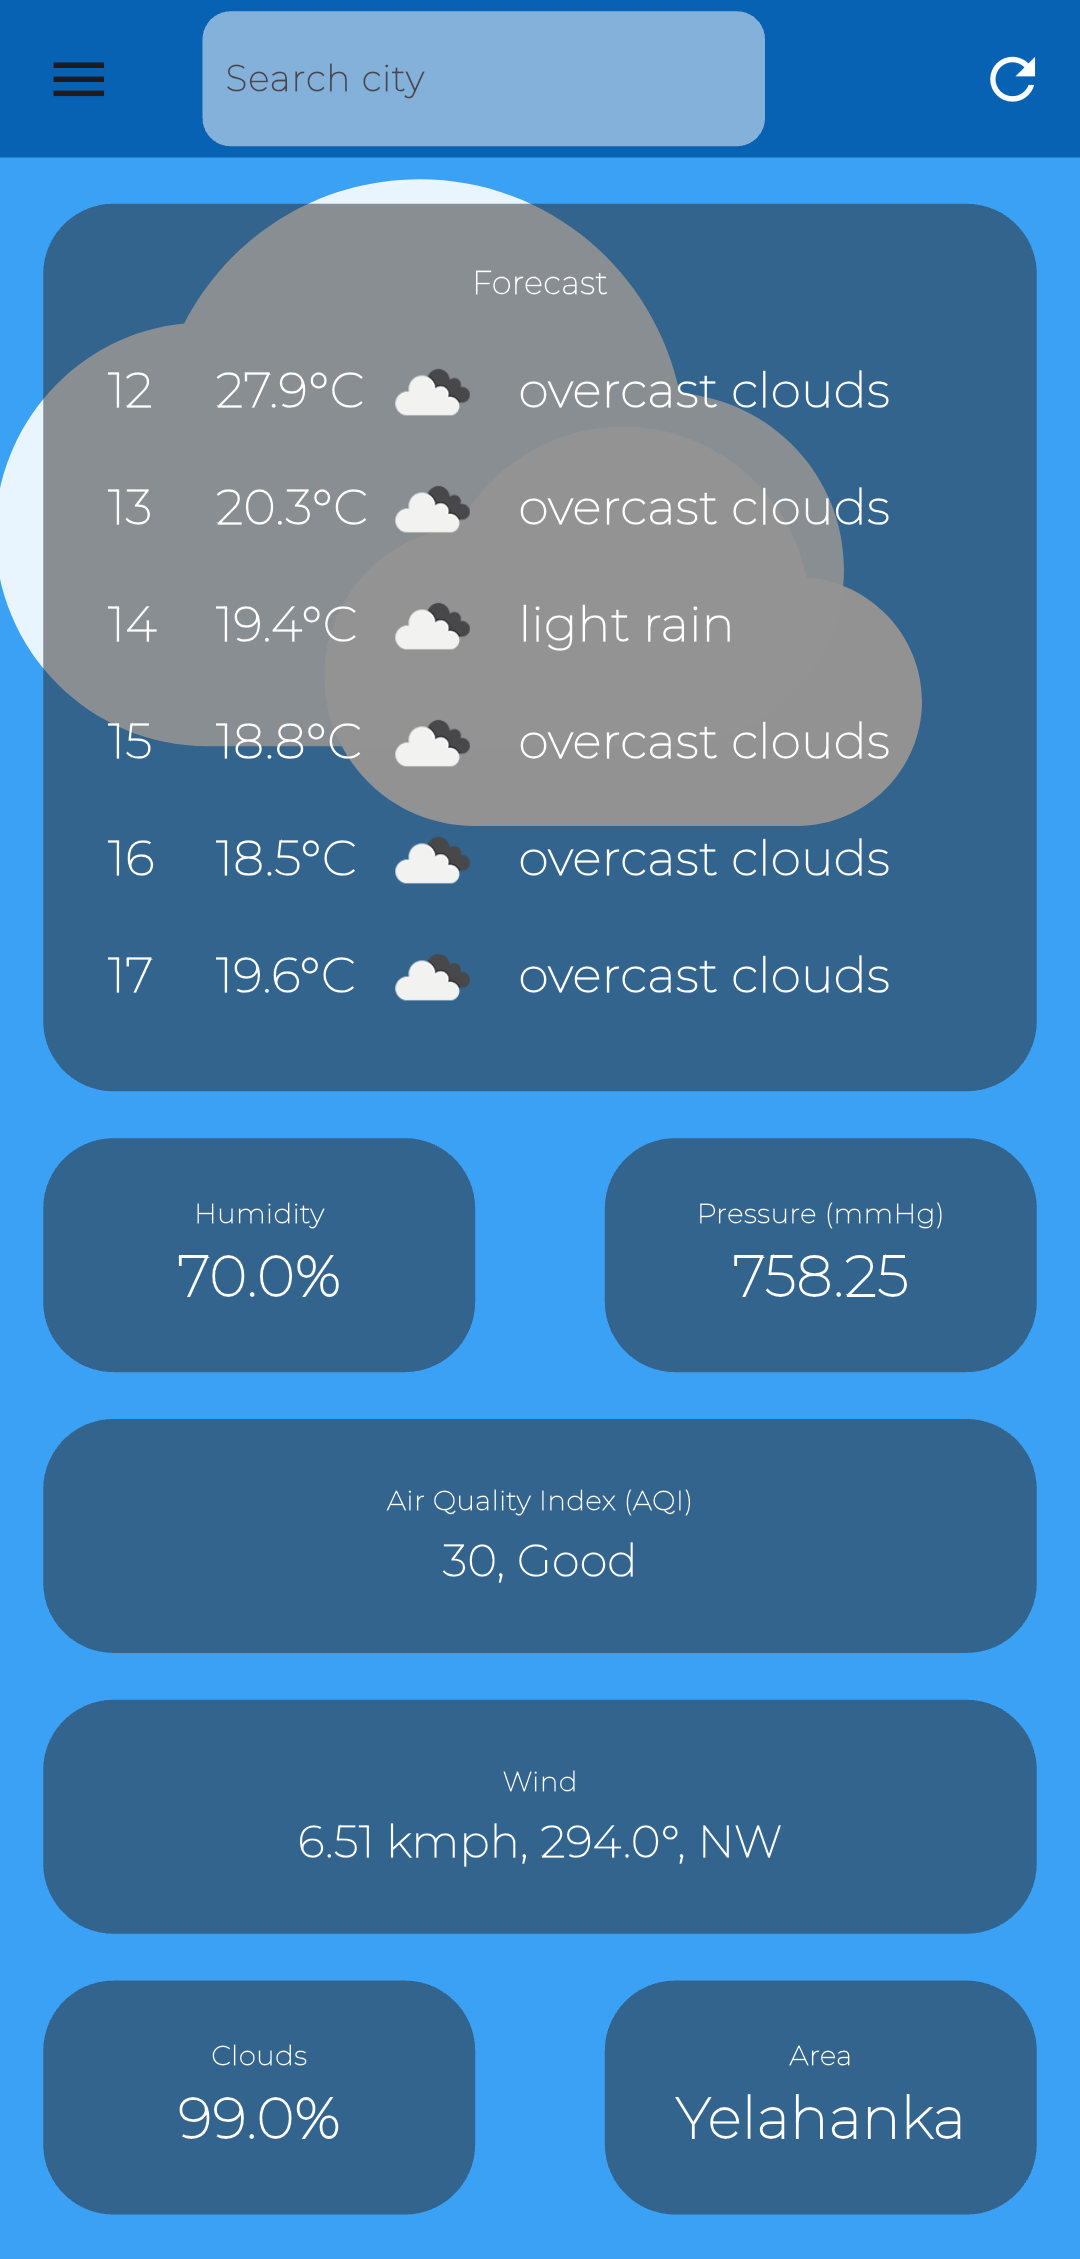 Search city
Forecast
12 27.9°C overcast clouds
13 20.3°C overcast clouds
14 19.4°C light rain
15 18.8°C overcast clouds
16 18.5°C overcast clouds
17 19.6°C overcast clouds
Humidity
70.0%
Pressure (mmHg)
758.25
Air Quality Index (AQI)
30, Good
Wind
6.51 kmph, 294.0°, NW
Clouds
99.0%
Area
Yelahanka